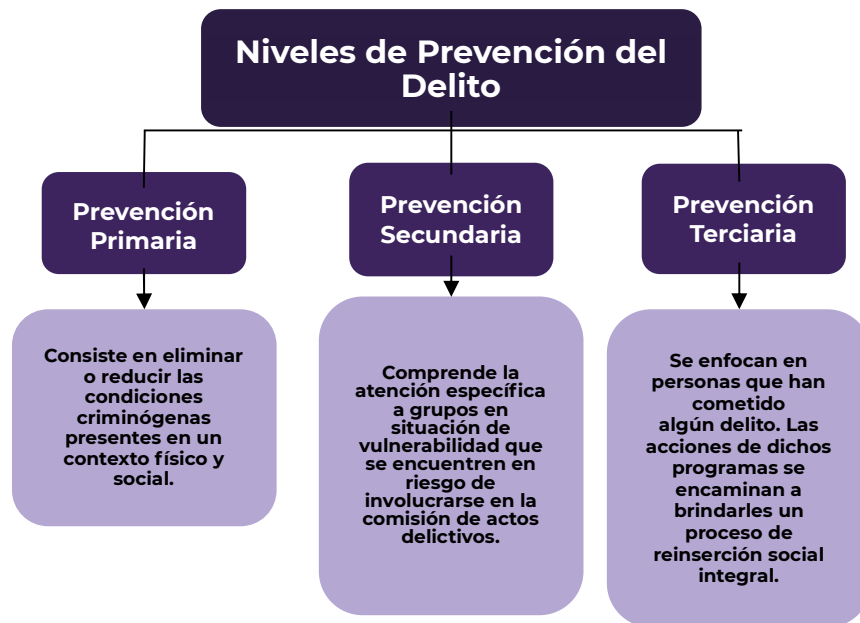 Niveles de Prevención del
Delito
Prevención
Primaria
Prevención
Secundaria
Prevención
Terciaria
Consiste en eliminar
o reducir las
condiciones
criminógenas
presentes en un
contexto físico y
social.
Comprende la
atención específica
a grupos en
situación de
vulnerabilidad que
se encuentren en
riesgo de
involucrarse en la
comisión de actos
delictivos.
Se enfocan en
personas que han
cometido
algún delito. Las
acciones de dichos
programas se
encaminan a
brindarles un
proceso de
reinserción social
integral.